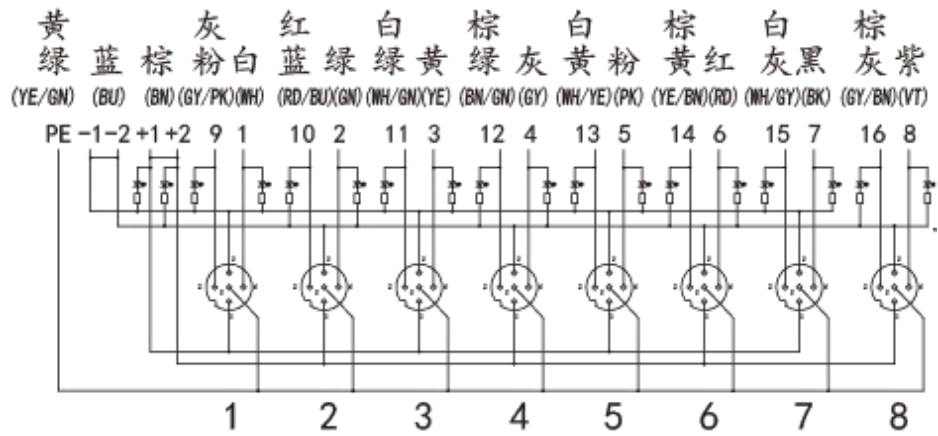 黄 灰 红 白 棕 白 棕 白 棕
绿 蓝 棕 粉 白 蓝 绿 绿 黄 绿 灰 黄 粉 黄 红 灰 黑 灰 紫
(YE/GN) (BU) (BN) (GY/PK) (WH) (RD/BU) (GN) (WH/GN) (YE) (BN/GN) (GY) (WH/YE) (PK) (YE/BN) (RD) (WH/GY) (BK) (GY/BN) (VT)
PE -1 -2 +1 +2 9 1 10 2 11 3 12 4 13 5 14 6 15 7 16 8
1 2 3 4 5 6 7 8